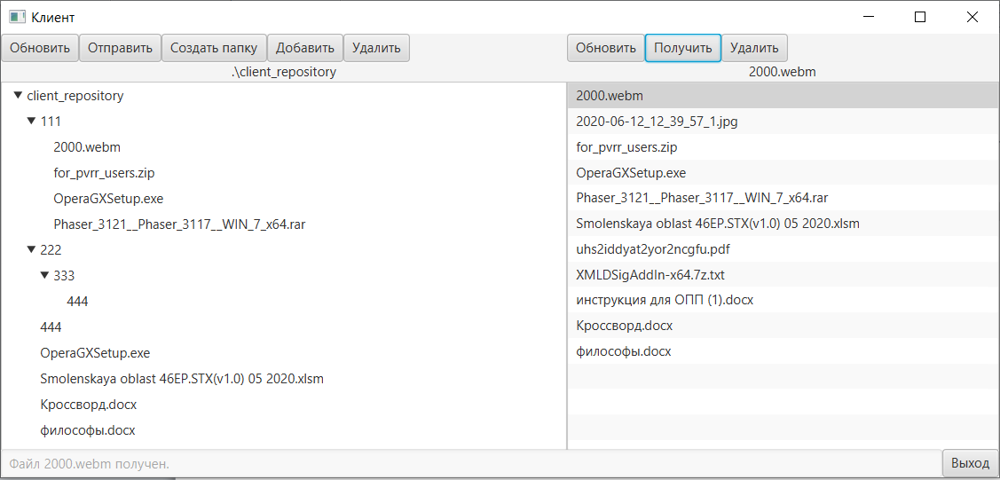 Клиент
Обновить Отправить Создать папку Добавить Удалить
.\client_repository
client_repository
111
2000.webm
for_pvrr_users.zip
OperaGXSetup.exe
Phaser_3121__Phaser_3117__WIN_7_x64.rar
222
333
444
444
OperaGXSetup.exe
Smolenskaya oblast 46EP.STX(v1.0) 05 2020.xlsm
Кроссворд.docx
философы.docx
Обновить Получить Удалить
2000.webm
2000.webm
2020-06-12_12_39_57_1.jpg
for_pvrr_users.zip
OperaGXSetup.exe
Phaser_3121__Phaser_3117__WIN_7_x64.rar
Smolenskaya oblast 46EP.STX(v1.0) 05 2020.xlsm
uhs2iddyat2yor2ncgfu.pdf
XMLDSigAddIn-x64.7z.txt
инструкция для ОПП (1).docx
Кроссворд.docx
философы.docx
Файл 2000.webm получен.
Выход